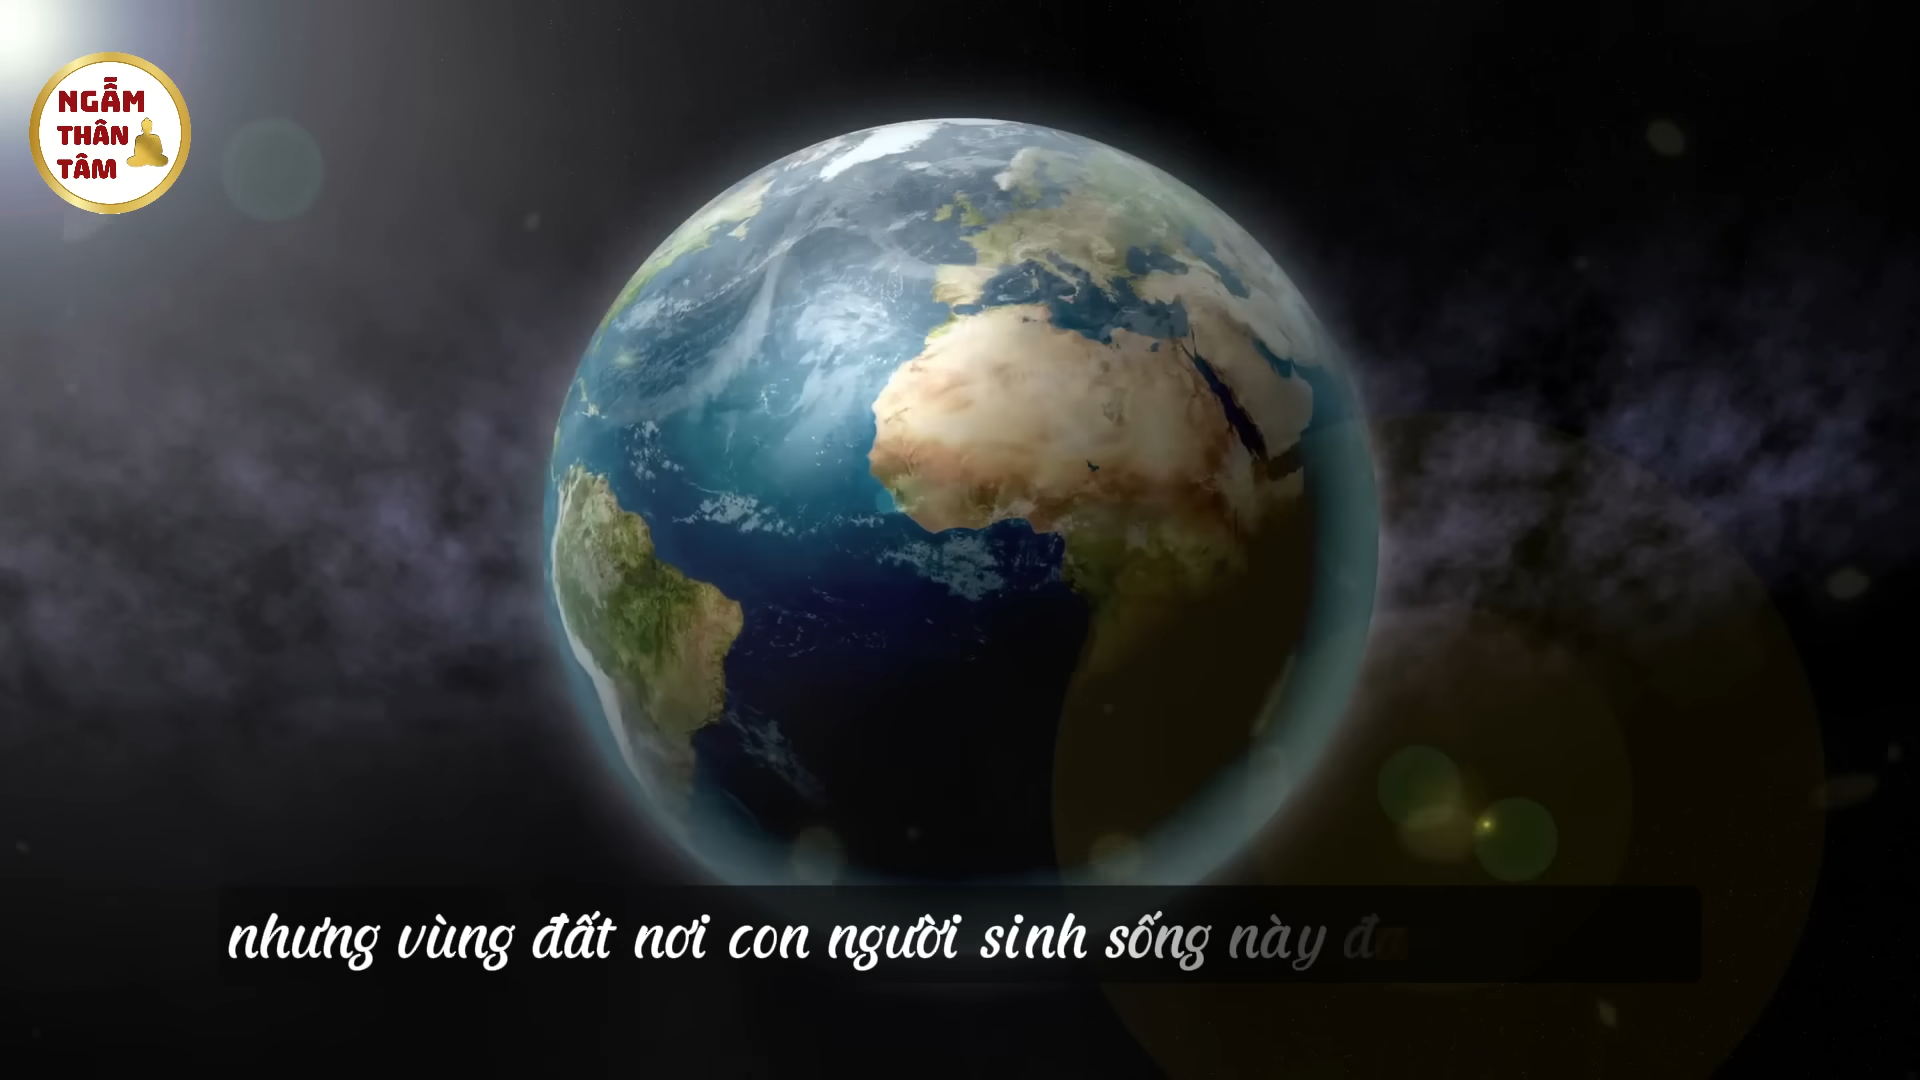 NGẪM
THÂN
TÂM
nhưng vùng đất nơi con người sinh sống này